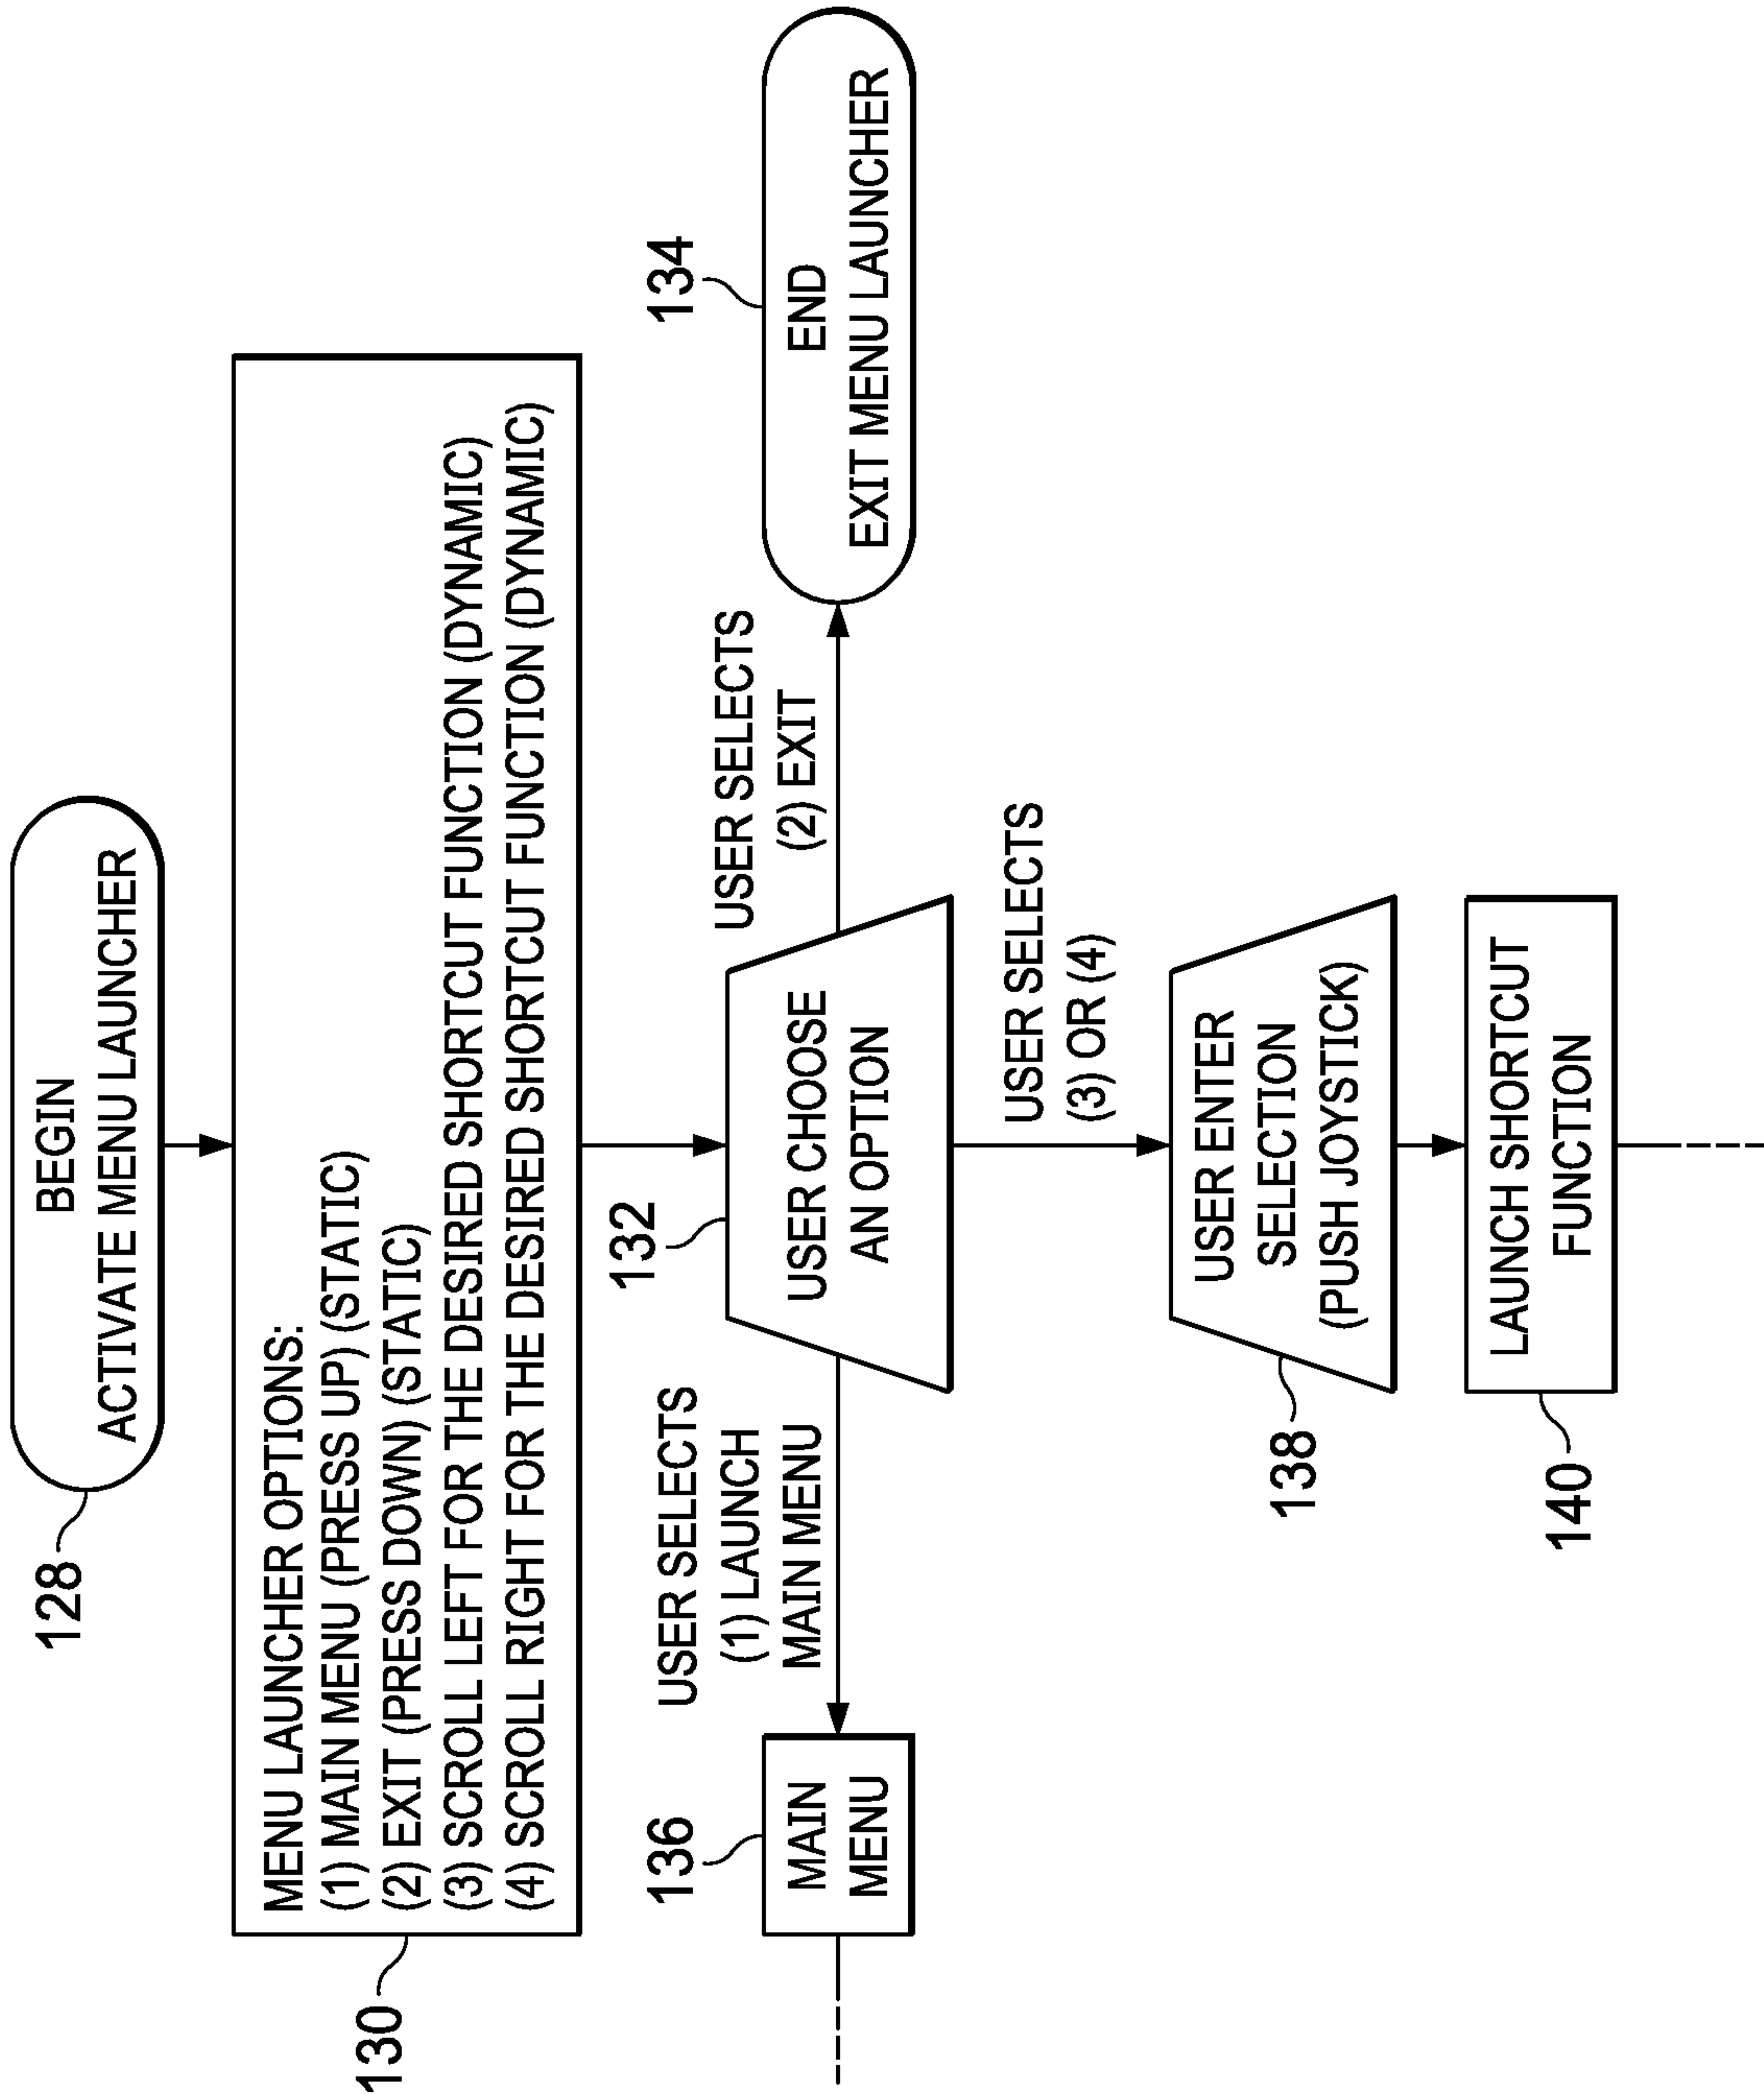 128
BEGIN
ACTIVATE MENU LAUNCHER
130
MENU LAUNCHER OPTIONS:
(1) MAIN MENU (PRESS UP) (STATIC)
(2) EXIT (PRESS DOWN) (STATIC)
(3) SCROLL LEFT FOR THE DESIRED SHORTCUT FUNCTION (DYNAMIC)
(4) SCROLL RIGHT FOR THE DESIRED SHORTCUT FUNCTION (DYNAMIC)
136
MAIN
MENU
USER SELECTS
(1) LAUNCH
MAIN MENU
132
USER CHOOSE
AN OPTION
USER SELECTS
(2) EXIT
134
END
EXIT MENU LAUNCHER
USER SELECTS
(3) OR (4)
138
USER ENTER
SELECTION
(PUSH JOYSTICK)
140
LAUNCH SHORTCUT
FUNCTION